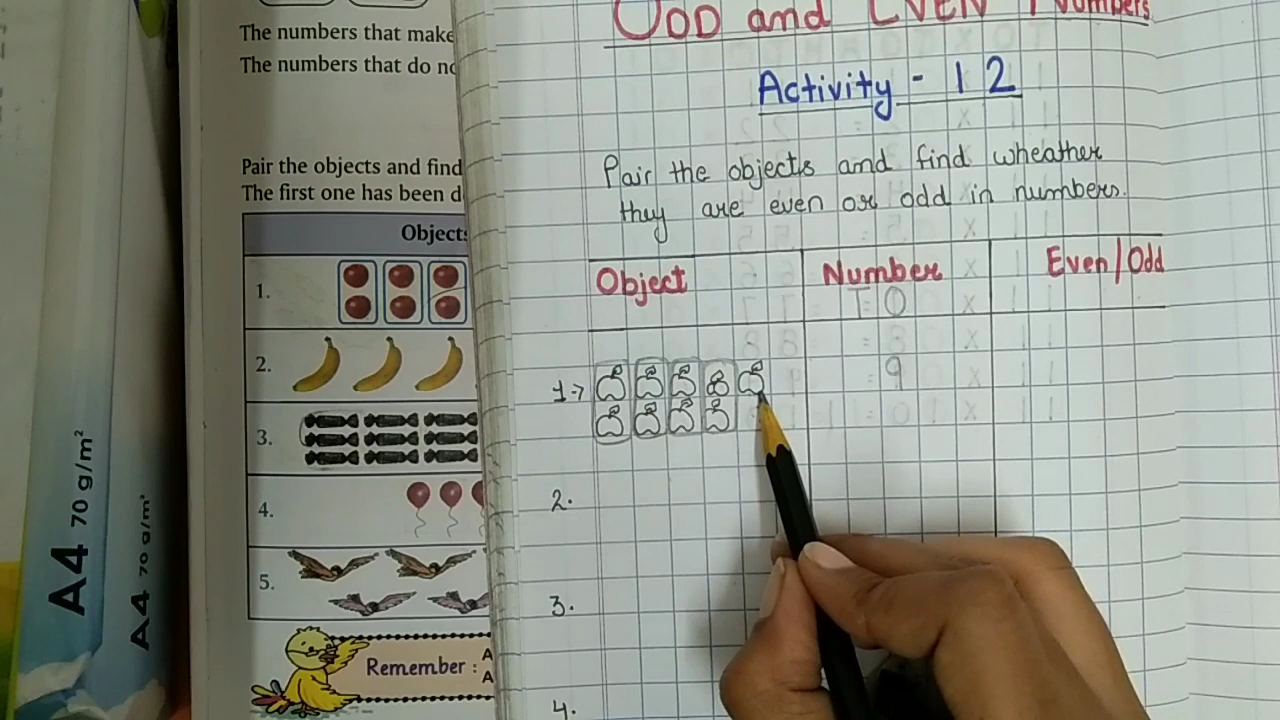 The numbers that make
The numbers that do
Pair the objects and find
The first one has been
Objects
1.
2.
3.
4.
5.
Remember :
A4 70 g/m²
A4 70 g/m²
ODD and EVEN Numbers
Activity - 12
Pair the objects and find wheather
they are even or odd in numbers.
Object Number Even/Odd
1→ 9
2.
3.
4.